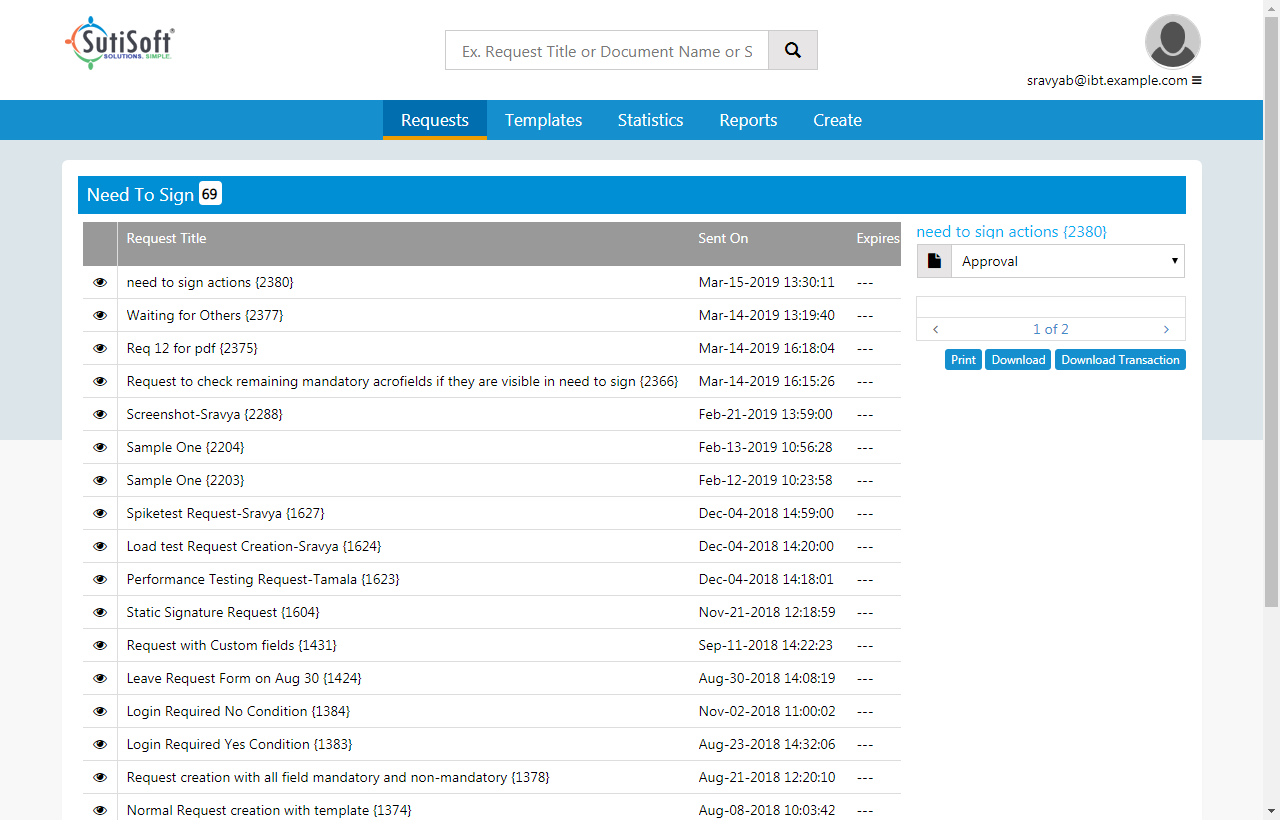 SutiSoft®
SOLUTIONS. SIMPLE.
Ex. Request Title or Document Name or S
sravyab@ibt.example.com
Requests Templates Statistics Reports Create
Need To Sign 69
Request Title Sent On Expires
need to sign actions {2380} Mar-15-2019 13:30:11 ---
Waiting for Others {2377} Mar-14-2019 13:19:40 ---
Req 12 for pdf {2375} Mar-14-2019 16:18:04 ---
Request to check remaining mandatory acrofields if they are visible in need to sign {2366} Mar-14-2019 16:15:26 ---
Screenshot-Sravya {2288} Feb-21-2019 13:59:00 ---
Sample One {2204} Feb-13-2019 10:56:28 ---
Sample One {2203} Feb-12-2019 10:23:58 ---
Spiketest Request-Sravya {1627} Dec-04-2018 14:59:00 ---
Load test Request Creation-Sravya {1624} Dec-04-2018 14:20:00 ---
Performance Testing Request-Tamala {1623} Dec-04-2018 14:18:01 ---
Static Signature Request {1604} Nov-21-2018 12:18:59 ---
Request with Custom fields {1431} Sep-11-2018 14:22:23 ---
Leave Request Form on Aug 30 {1424} Aug-30-2018 14:08:19 ---
Login Required No Condition {1384} Nov-02-2018 11:00:02 ---
Login Required Yes Condition {1383} Aug-23-2018 14:32:06 ---
Request creation with all field mandatory and non-mandatory {1378} Aug-21-2018 12:20:10 ---
Normal Request creation with template {1374} Aug-08-2018 10:03:42 ---
need to sign actions {2380}
Approval
‹ 1 of 2 ›
Print Download Download Transaction